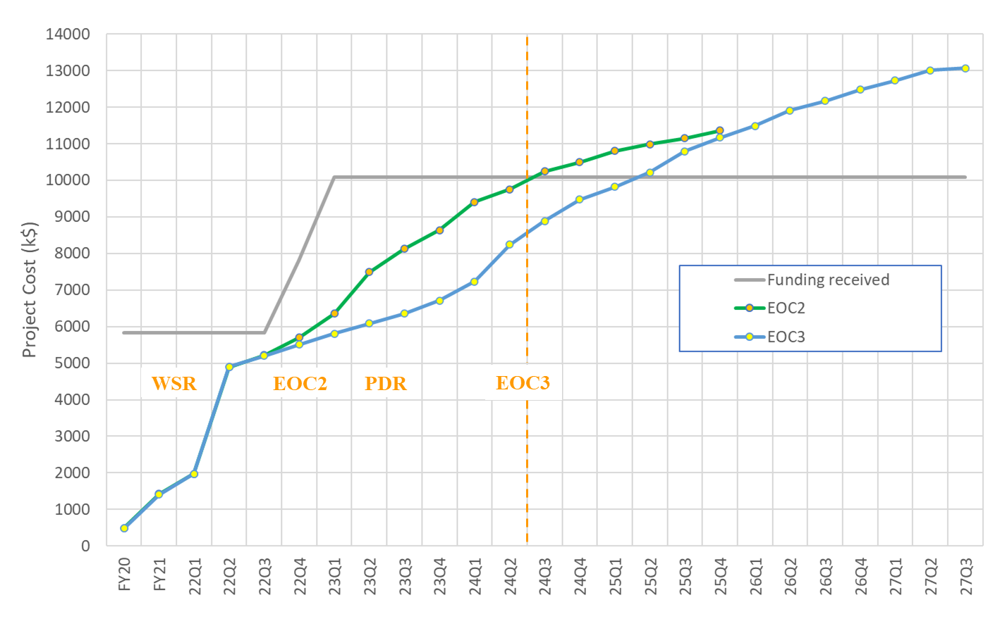 14000
13000
12000
11000
10000
9000
8000
7000
6000
5000
4000
3000
2000
1000
0
Project Cost (k$)
Funding received
EOC2
EOC3
WSR
EOC2
PDR
EOC3
FY20
FY21
22Q1
22Q2
22Q3
22Q4
23Q1
23Q2
23Q3
23Q4
24Q1
24Q2
24Q3
24Q4
25Q1
25Q2
25Q3
25Q4
26Q1
26Q2
26Q3
26Q4
27Q1
27Q2
27Q3